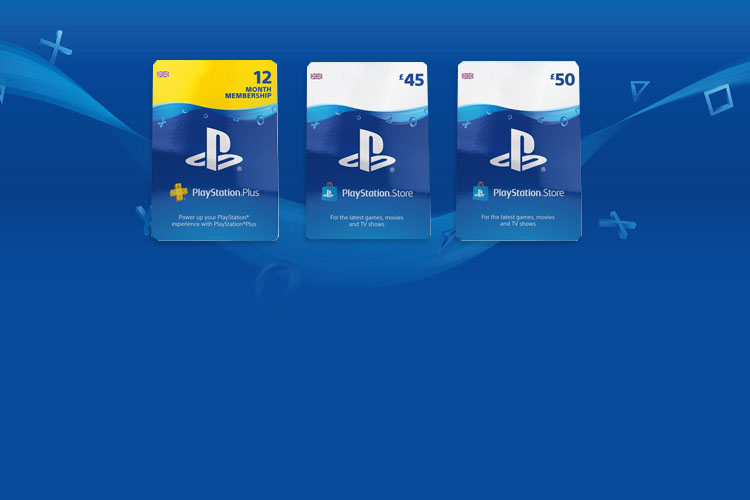 12
MONTH
MEMBERSHIP
PlayStation.Plus
Power up your PlayStation®
experience with PlayStation®Plus
£45
PlayStation.Store
For the latest games, movies
and TV shows
£50
PlayStation.Store
For the latest games, movies
and TV shows